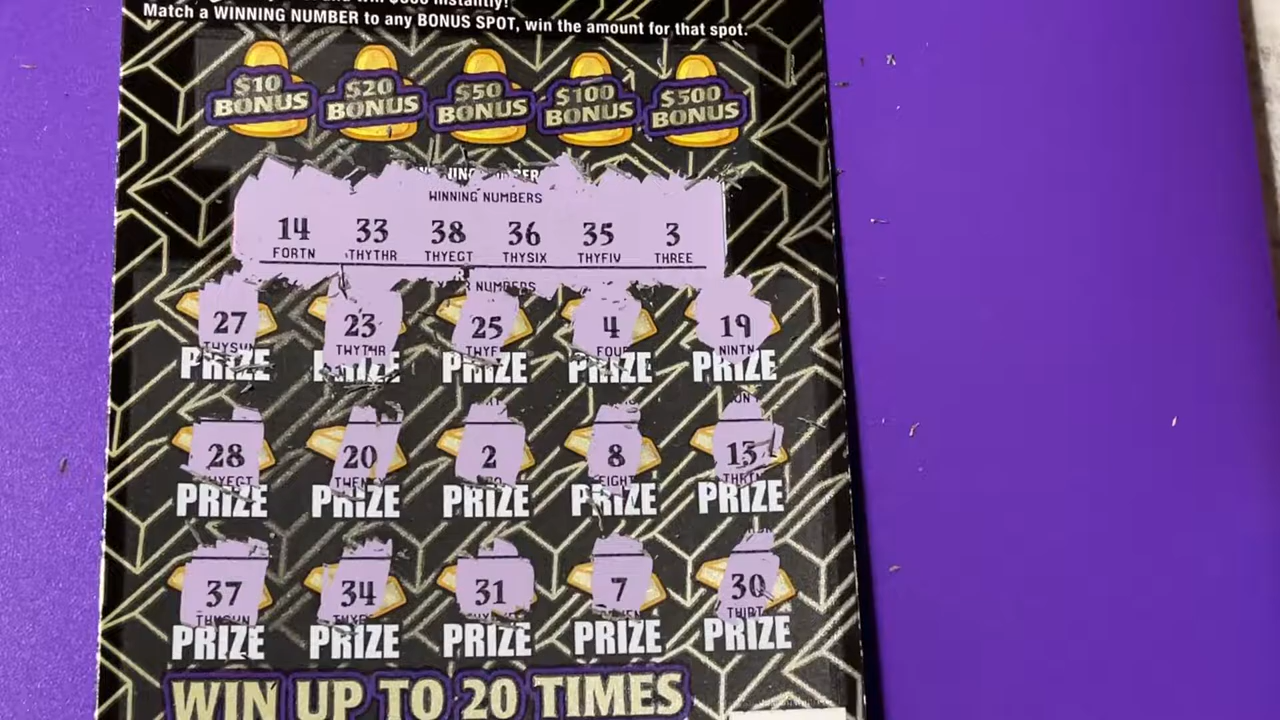 Match a WINNING NUMBER to any BONUS SPOT, win the amount for that spot.
$10 BONUS $20 BONUS $50 BONUS $100 BONUS $500 BONUS
WINNING NUMBERS
14 33 38 36 35 3
FORTN THYTHR THYEGT THYSIX THYFIV THREE
NUMBERS
27 23 25 4 19
NINTN
PRIZE PRIZE PRIZE PRIZE PRIZE
28 20 2 8 13
PRIZE PRIZE PRIZE PRIZE PRIZE
37 34 31 7 30
PRIZE PRIZE PRIZE PRIZE PRIZE
WIN UP TO 20 TIMES